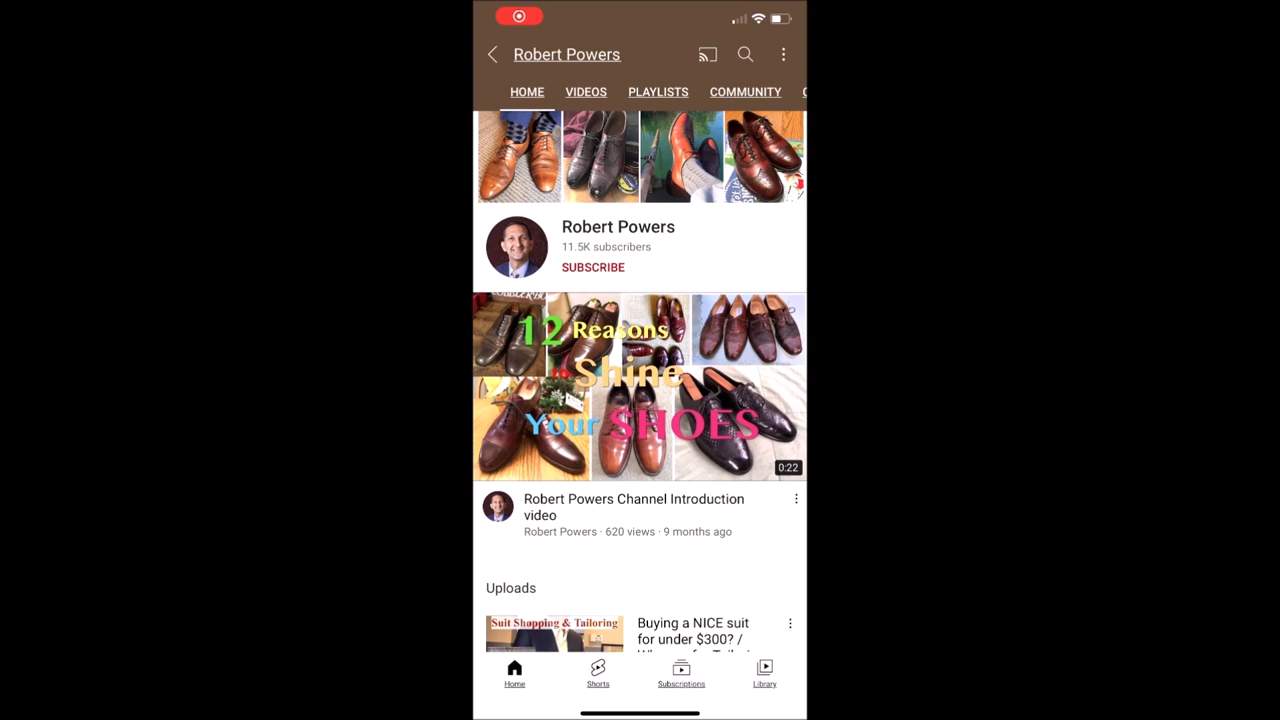 Robert Powers
HOME VIDEOS PLAYLISTS COMMUNITY
Robert Powers
11.5K subscribers
SUBSCRIBE
12 Reasons
to Shine
Your SHOES
0:22
Robert Powers Channel Introduction
video
Robert Powers · 620 views · 9 months ago
Uploads
Suit Shopping & Tailoring
Buying a NICE suit
for under $300? /
Home Shorts Subscriptions Library